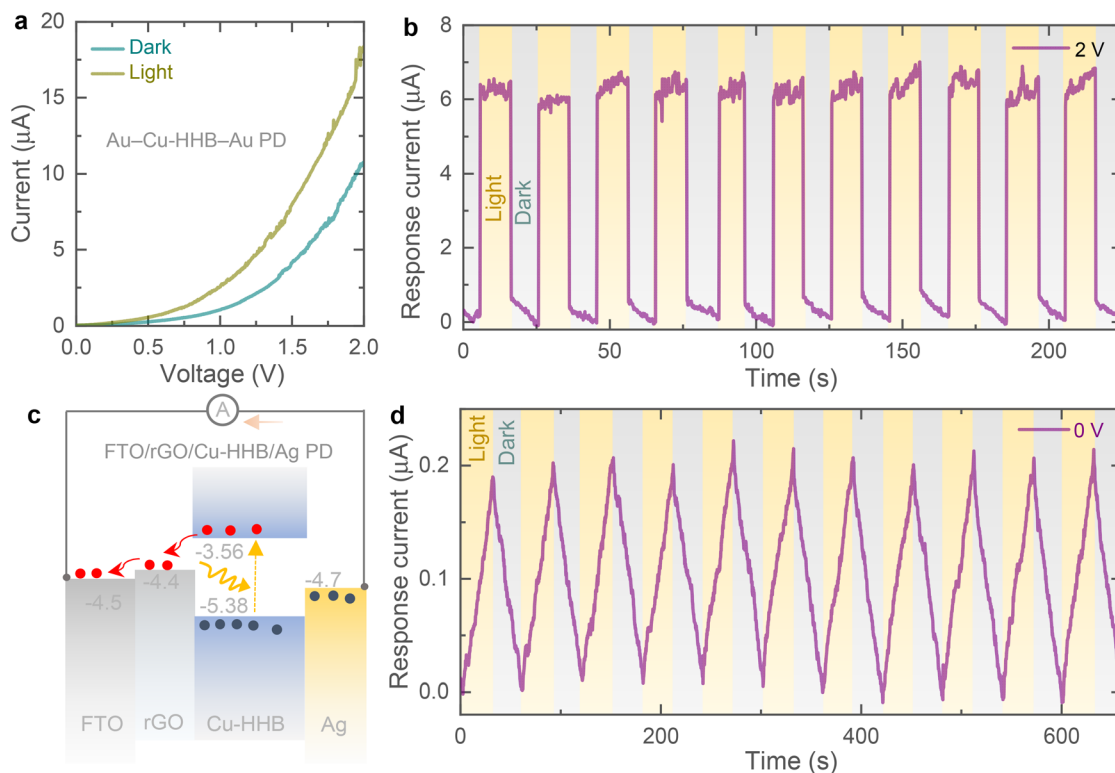 a
20
15
10
5
0
Current (μA)
Dark
Light
Au–Cu-HHB–Au PD
0.0 0.5 1.0 1.5 2.0
Voltage (V)
b
8
6
4
2
0
Response current (μA)
2 V
Light
Dark
0 50 100 150 200
Time (s)
c
A
FTO/rGO/Cu-HHB/Ag PD
-3.56
-4.4
-4.5
-5.38
-4.7
FTO rGO Cu-HHB Ag
d
0.2
0.1
0.0
Response current (μA)
Light
Dark
0 V
0 200 400 600
Time (s)